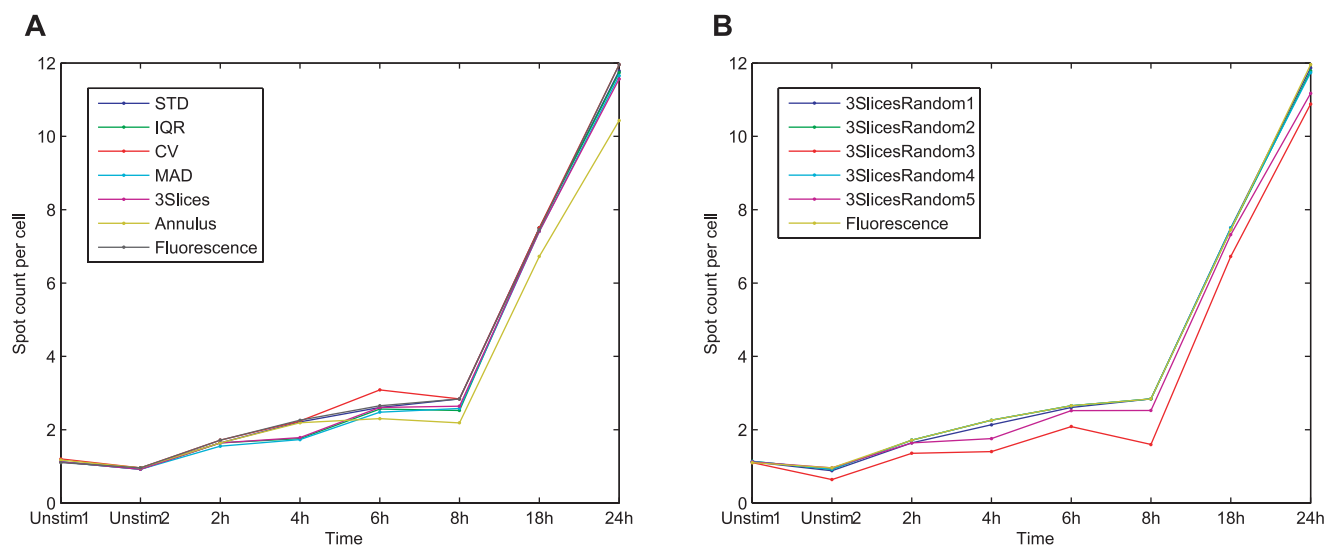 A
12
10
8
6
4
2
0
Spot count per cell
STD
IQR
CV
MAD
3Slices
Annulus
Fluorescence
Unstim1 Unstim2 2h 4h 6h 8h 18h 24h
Time
B
12
10
8
6
4
2
0
Spot count per cell
3SlicesRandom1
3SlicesRandom2
3SlicesRandom3
3SlicesRandom4
3SlicesRandom5
Fluorescence
Unstim1 Unstim2 2h 4h 6h 8h 18h 24h
Time